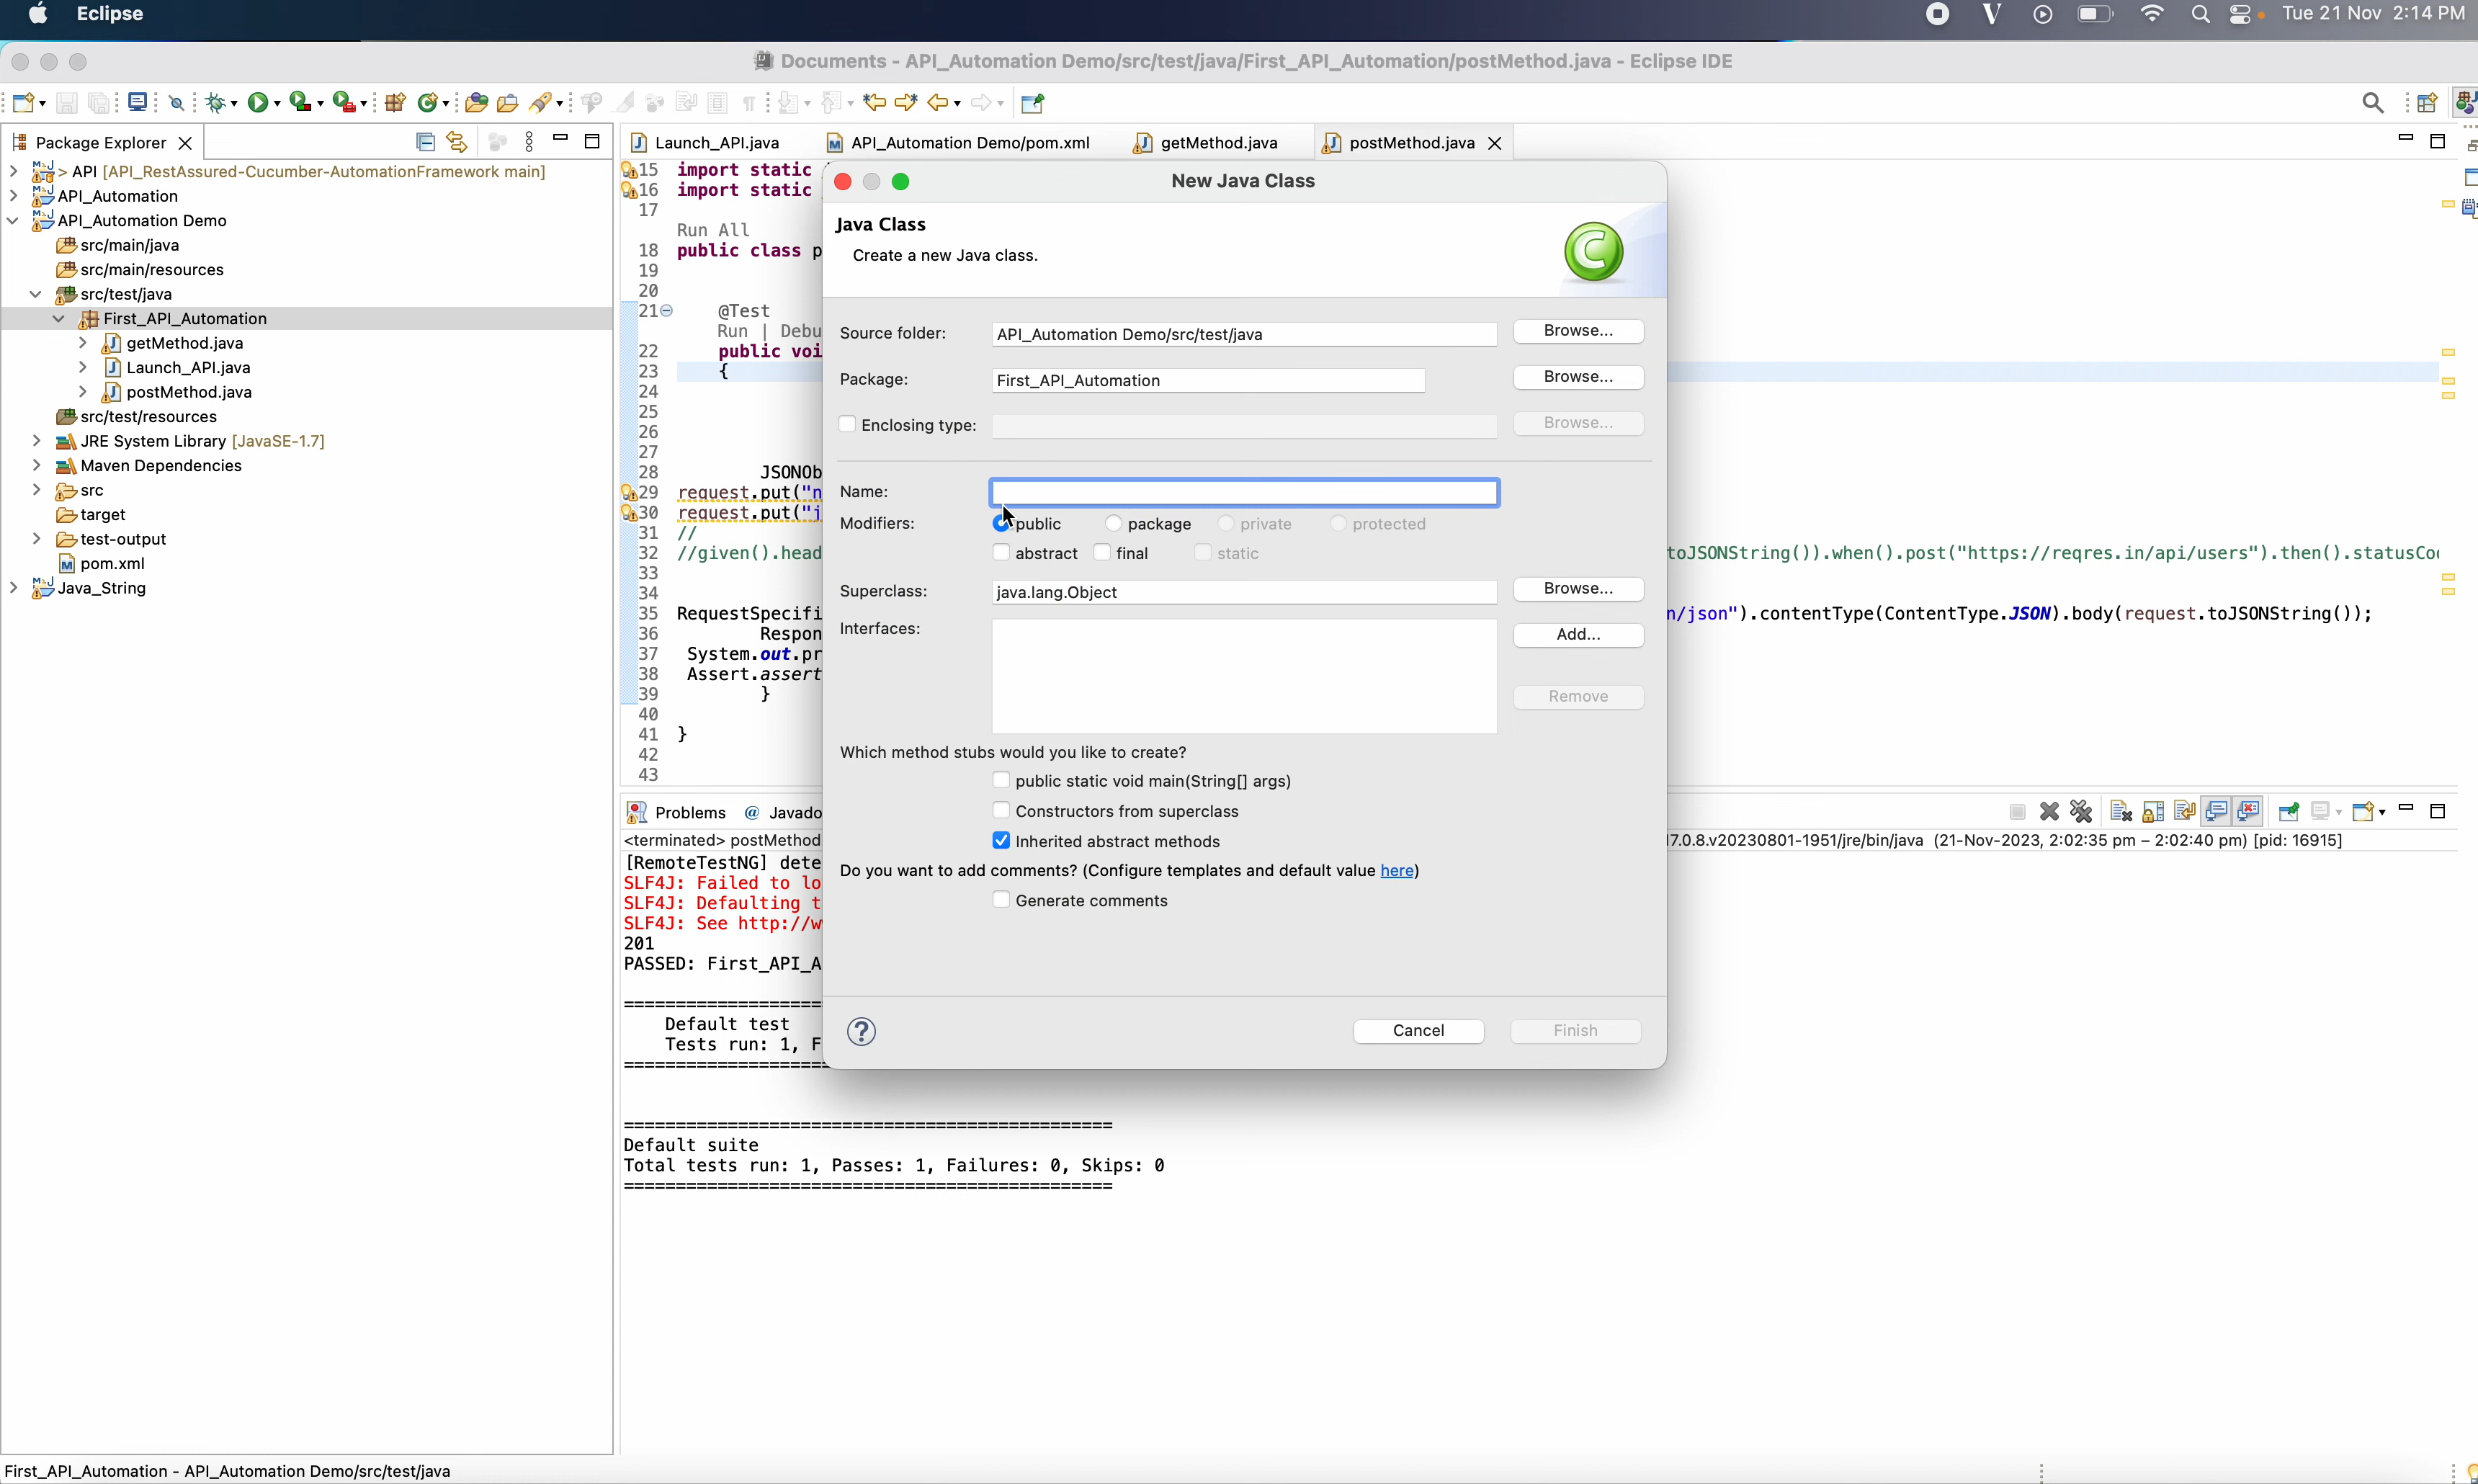 Eclipse
Tue 21 Nov 2:14 PM
Documents - API_Automation Demo/src/test/java/First_API_Automation/postMethod.java - Eclipse IDE
Package Explorer
> API [API_RestAssured-Cucumber-AutomationFramework main]
API_Automation
API_Automation Demo
src/main/java
src/main/resources
src/test/java
First_API_Automation
getMethod.java
Launch_API.java
postMethod.java
src/test/resources
JRE System Library [JavaSE-1.7]
Maven Dependencies
src
target
test-output
pom.xml
Java_String
Launch_API.java
API_Automation Demo/pom.xml
getMethod.java
postMethod.java
15 import static
16 import static
17
Run All
18 public class p
19
20
21 @Test
Run | Debu
22 public voi
23 {
24
25
26
27
28 JSONOb
29 request.put("n
30 request.put("j
31 //
32 //given().head
toJSONString()).when().post("https://reqres.in/api/users").then().statusCo
33
34
35 RequestSpecifi
n/json").contentType(ContentType.JSON).body(request.toJSONString());
36 Respon
37 System.out.pr
38 Assert.assert
39 }
40
41 }
42
43
New Java Class
Java Class
Create a new Java class.
Source folder: API_Automation Demo/src/test/java Browse...
Package: First_API_Automation Browse...
Enclosing type: Browse...
Name:
Modifiers: public package private protected
abstract final static
Superclass: java.lang.Object Browse...
Interfaces: Add...
Remove
Which method stubs would you like to create?
public static void main(String[] args)
Constructors from superclass
Inherited abstract methods
Do you want to add comments? (Configure templates and default value here)
Generate comments
? Cancel Finish
Problems @ Javado
<terminated> postMethod
17.0.8.v20230801-1951/jre/bin/java (21-Nov-2023, 2:02:35 pm – 2:02:40 pm) [pid: 16915]
[RemoteTestNG] dete
SLF4J: Failed to lo
SLF4J: Defaulting t
SLF4J: See http://w
201
PASSED: First_API_A
===================
Default test
Tests run: 1, F
===================
===============================================
Default suite
Total tests run: 1, Passes: 1, Failures: 0, Skips: 0
===============================================
First_API_Automation - API_Automation Demo/src/test/java